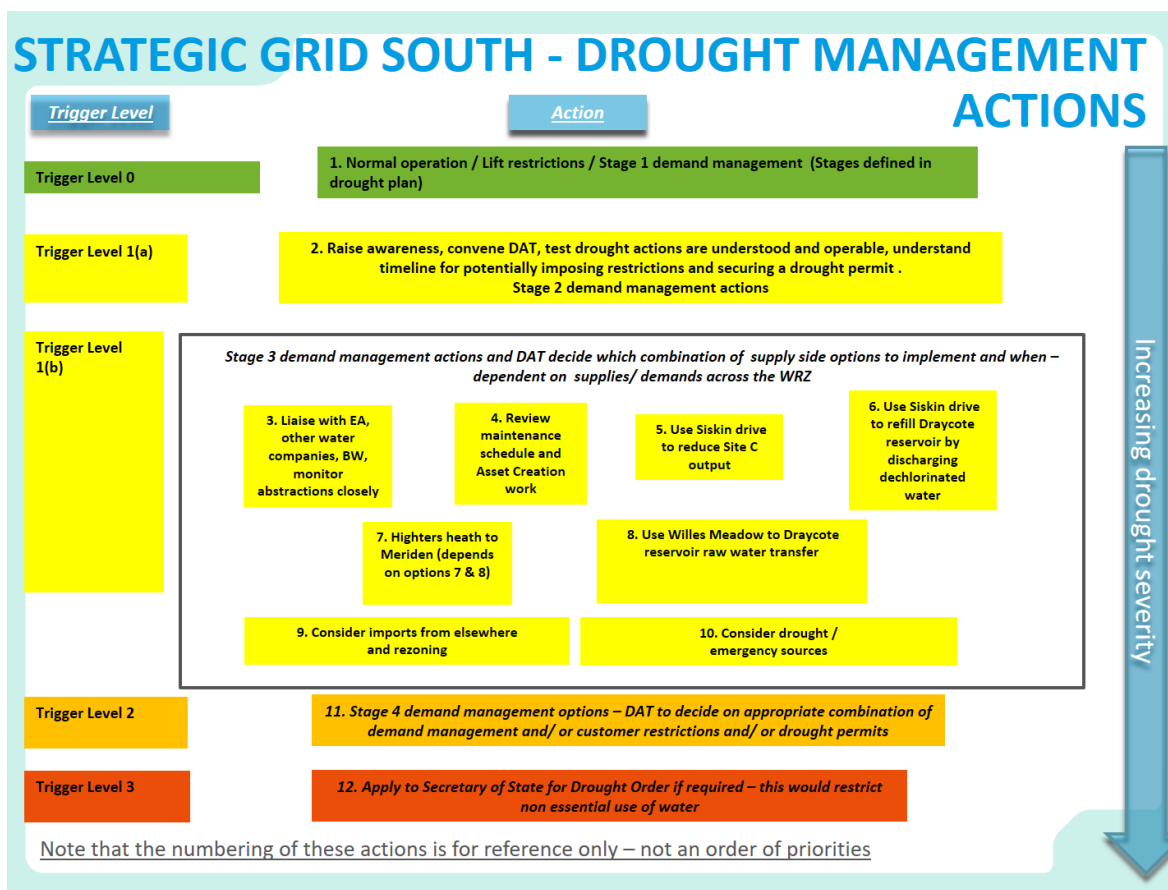 STRATEGIC GRID SOUTH - DROUGHT MANAGEMENT
ACTIONS
Trigger Level
Action
Trigger Level 0
1. Normal operation / Lift restrictions / Stage 1 demand management (Stages defined in
drought plan)
Trigger Level 1(a)
2. Raise awareness, convene DAT, test drought actions are understood and operable, understand
timeline for potentially imposing restrictions and securing a drought permit .
Stage 2 demand management actions
Trigger Level
1(b)
Stage 3 demand management actions and DAT decide which combination of supply side options to implement and when –
dependent on supplies/ demands across the WRZ
3. Liaise with EA,
other water
companies, BW,
monitor
abstractions closely
4. Review
maintenance
schedule and
Asset Creation
work
5. Use Siskin drive
to reduce Site C
output
6. Use Siskin drive
to refill Draycote
reservoir by
discharging
dechlorinated
water
7. Highters heath to
Meriden (depends
on options 7 & 8)
8. Use Willes Meadow to Draycote
reservoir raw water transfer
9. Consider imports from elsewhere
and rezoning
10. Consider drought /
emergency sources
Trigger Level 2
11. Stage 4 demand management options – DAT to decide on appropriate combination of
demand management and/ or customer restrictions and/ or drought permits
Trigger Level 3
12. Apply to Secretary of State for Drought Order if required – this would restrict
non essential use of water
Increasing drought severity
Note that the numbering of these actions is for reference only – not an order of priorities